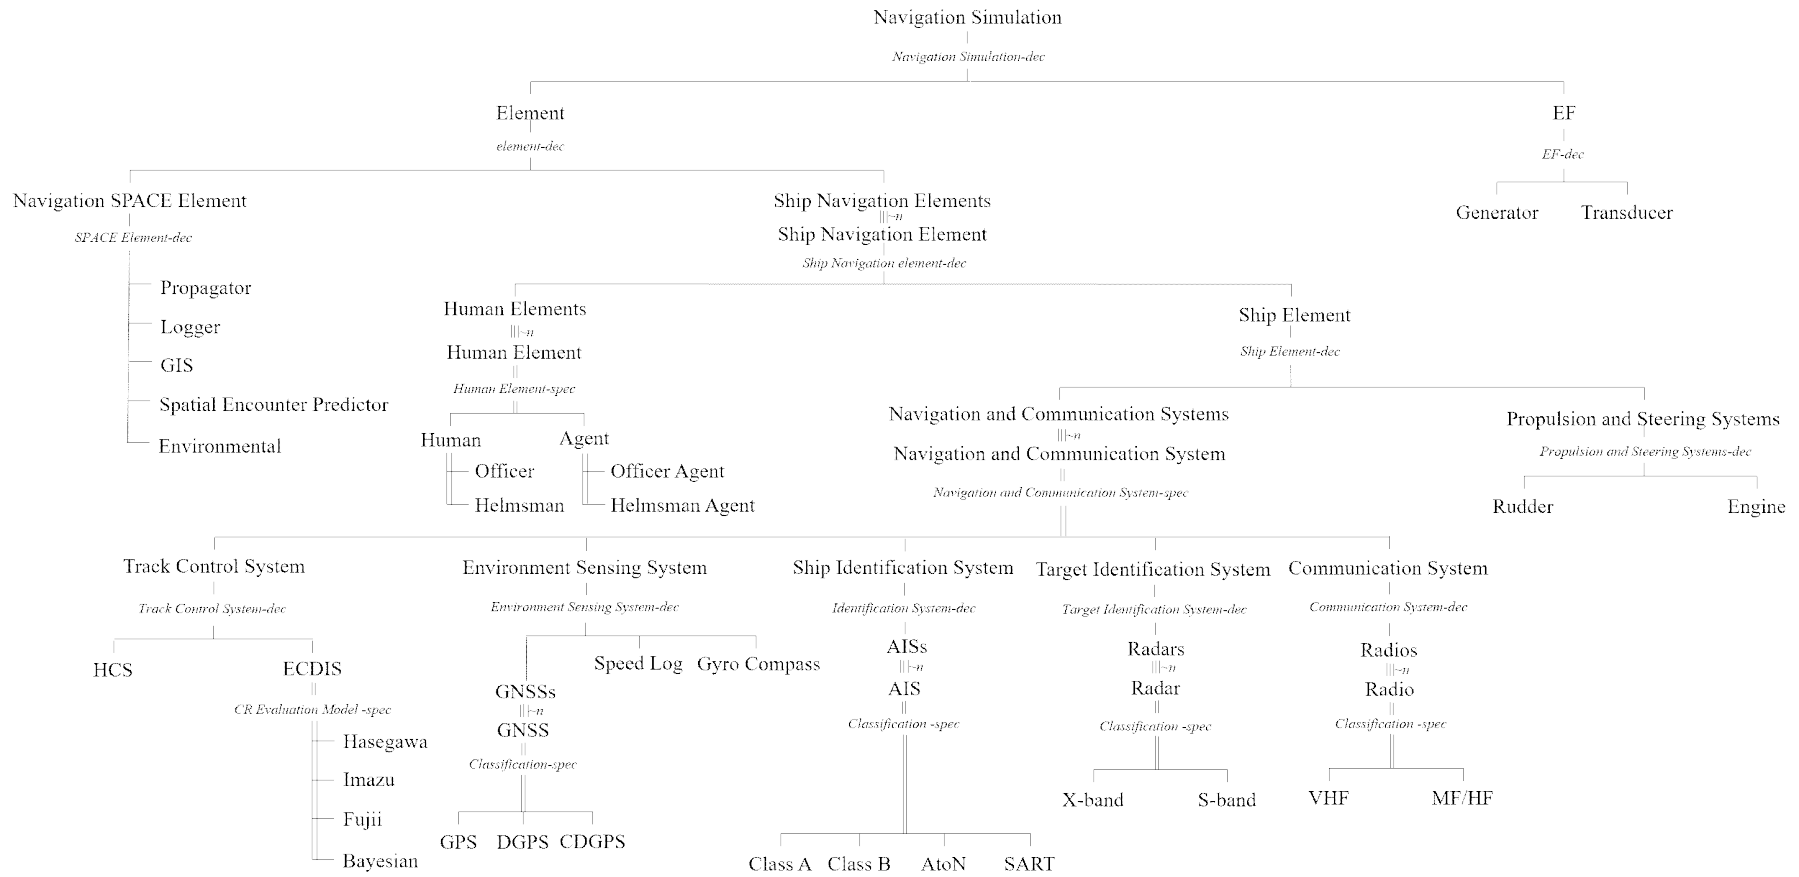 Navigation Simulation
Navigation Simulation-dec
Element
EF
element-dec
EF-dec
Navigation SPACE Element
Ship Navigation Elements
Generator
Transducer
n
SPACE Element-dec
Ship Navigation Element
Ship Navigation element-dec
Propagator
Logger
GIS
Spatial Encounter Predictor
Environmental
Human Elements
n
Human Element
Human Element-spec
Human
Agent
Officer
Helmsman
Officer Agent
Helmsman Agent
Ship Element
Ship Element-dec
Navigation and Communication Systems
n
Navigation and Communication System
Navigation and Communication System-spec
Propulsion and Steering Systems
Propulsion and Steering Systems-dec
Rudder
Engine
Track Control System
Environment Sensing System
Ship Identification System
Target Identification System
Communication System
Track Control System-dec
Environment Sensing System-dec
Identification System-dec
Target Identification System-dec
Communication System-dec
HCS
ECDIS
CR Evaluation Model -spec
Hasegawa
Imazu
Fujii
Bayesian
Speed Log
Gyro Compass
GNSSs
n
GNSS
Classification-spec
GPS
DGPS
CDGPS
AISs
n
AIS
Classification -spec
Class A
Class B
AtoN
SART
Radars
n
Radar
Classification -spec
X-band
S-band
Radios
n
Radio
Classification -spec
VHF
MF/HF